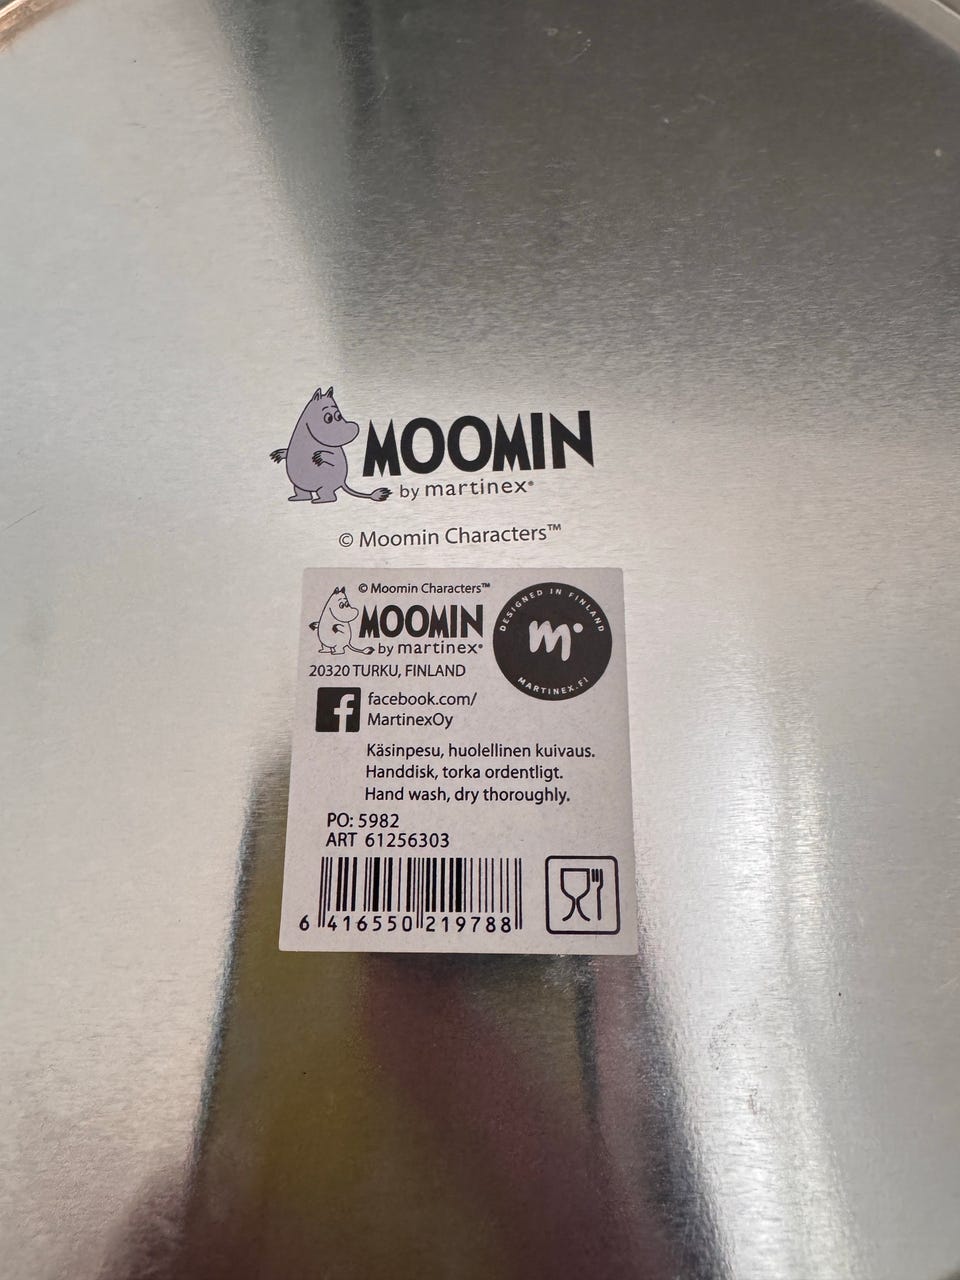 MOOMIN
by martinex®
© Moomin Characters™
© Moomin Characters™
MOOMIN
by martinex®
20320 TURKU, FINLAND
DESIGNED IN FINLAND
m
MARTINEX.FI
f
facebook.com/
MartinexOy
Käsinpesu, huolellinen kuivaus.
Handdisk, torka ordentligt.
Hand wash, dry thoroughly.
PO: 5982
ART 61256303
6 416550 219788